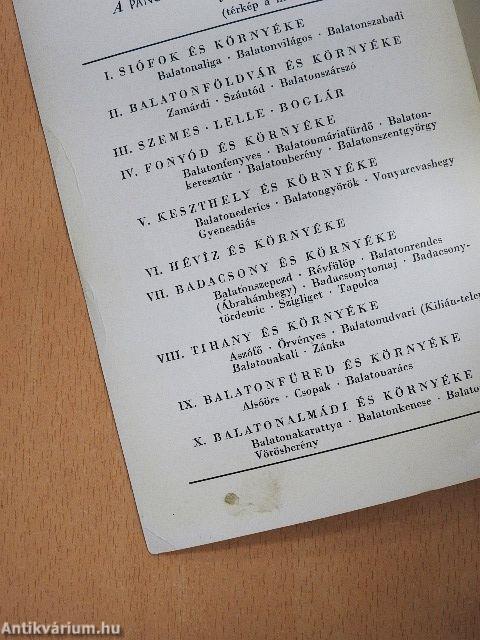 A PANO
(térkép a m
I. SIÓFOK ÉS KÖRNYÉKE
Balatonaliga · Balatonvilágos · Balatonszabadi
II. BALATONFÖLDVÁR ÉS KÖRNYÉKE
Zamárdi · Szántód · Balatonszárszó
III. SZEMES · LELLE · BOGLÁR
IV. FONYÓD ÉS KÖRNYÉKE
Balatonfenyves · Balatonmáriafürdő · Balaton-
keresztúr · Balatonberény · Balatonszentgyörgy
V. KESZTHELY ÉS KÖRNYÉKE
Balatonederics · Balatongyörök · Vonyarcvashegy
Gyenesdiás
VI. HÉVÍZ ÉS KÖRNYÉKE
VII. BADACSONY ÉS KÖRNYÉKE
Balatonszepezd · Révfülöp · Balatonrendes
(Ábrahámhegy) · Badacsonytomaj · Badacsony-
tördemic · Szigliget · Tapolca
VIII. TIHANY ÉS KÖRNYÉKE
Aszófő · Örvényes · Balatonudvari (Kilián-tele
Balatonakali · Zánka
IX. BALATONFÜRED ÉS KÖRNYÉKE
Alsóörs · Csopak · Balatonarács
X. BALATONALMÁDI ÉS KÖRNYÉKE
Balatonakarattya · Balatonkenese · Balato
Vörösberény
Antikvárium.hu